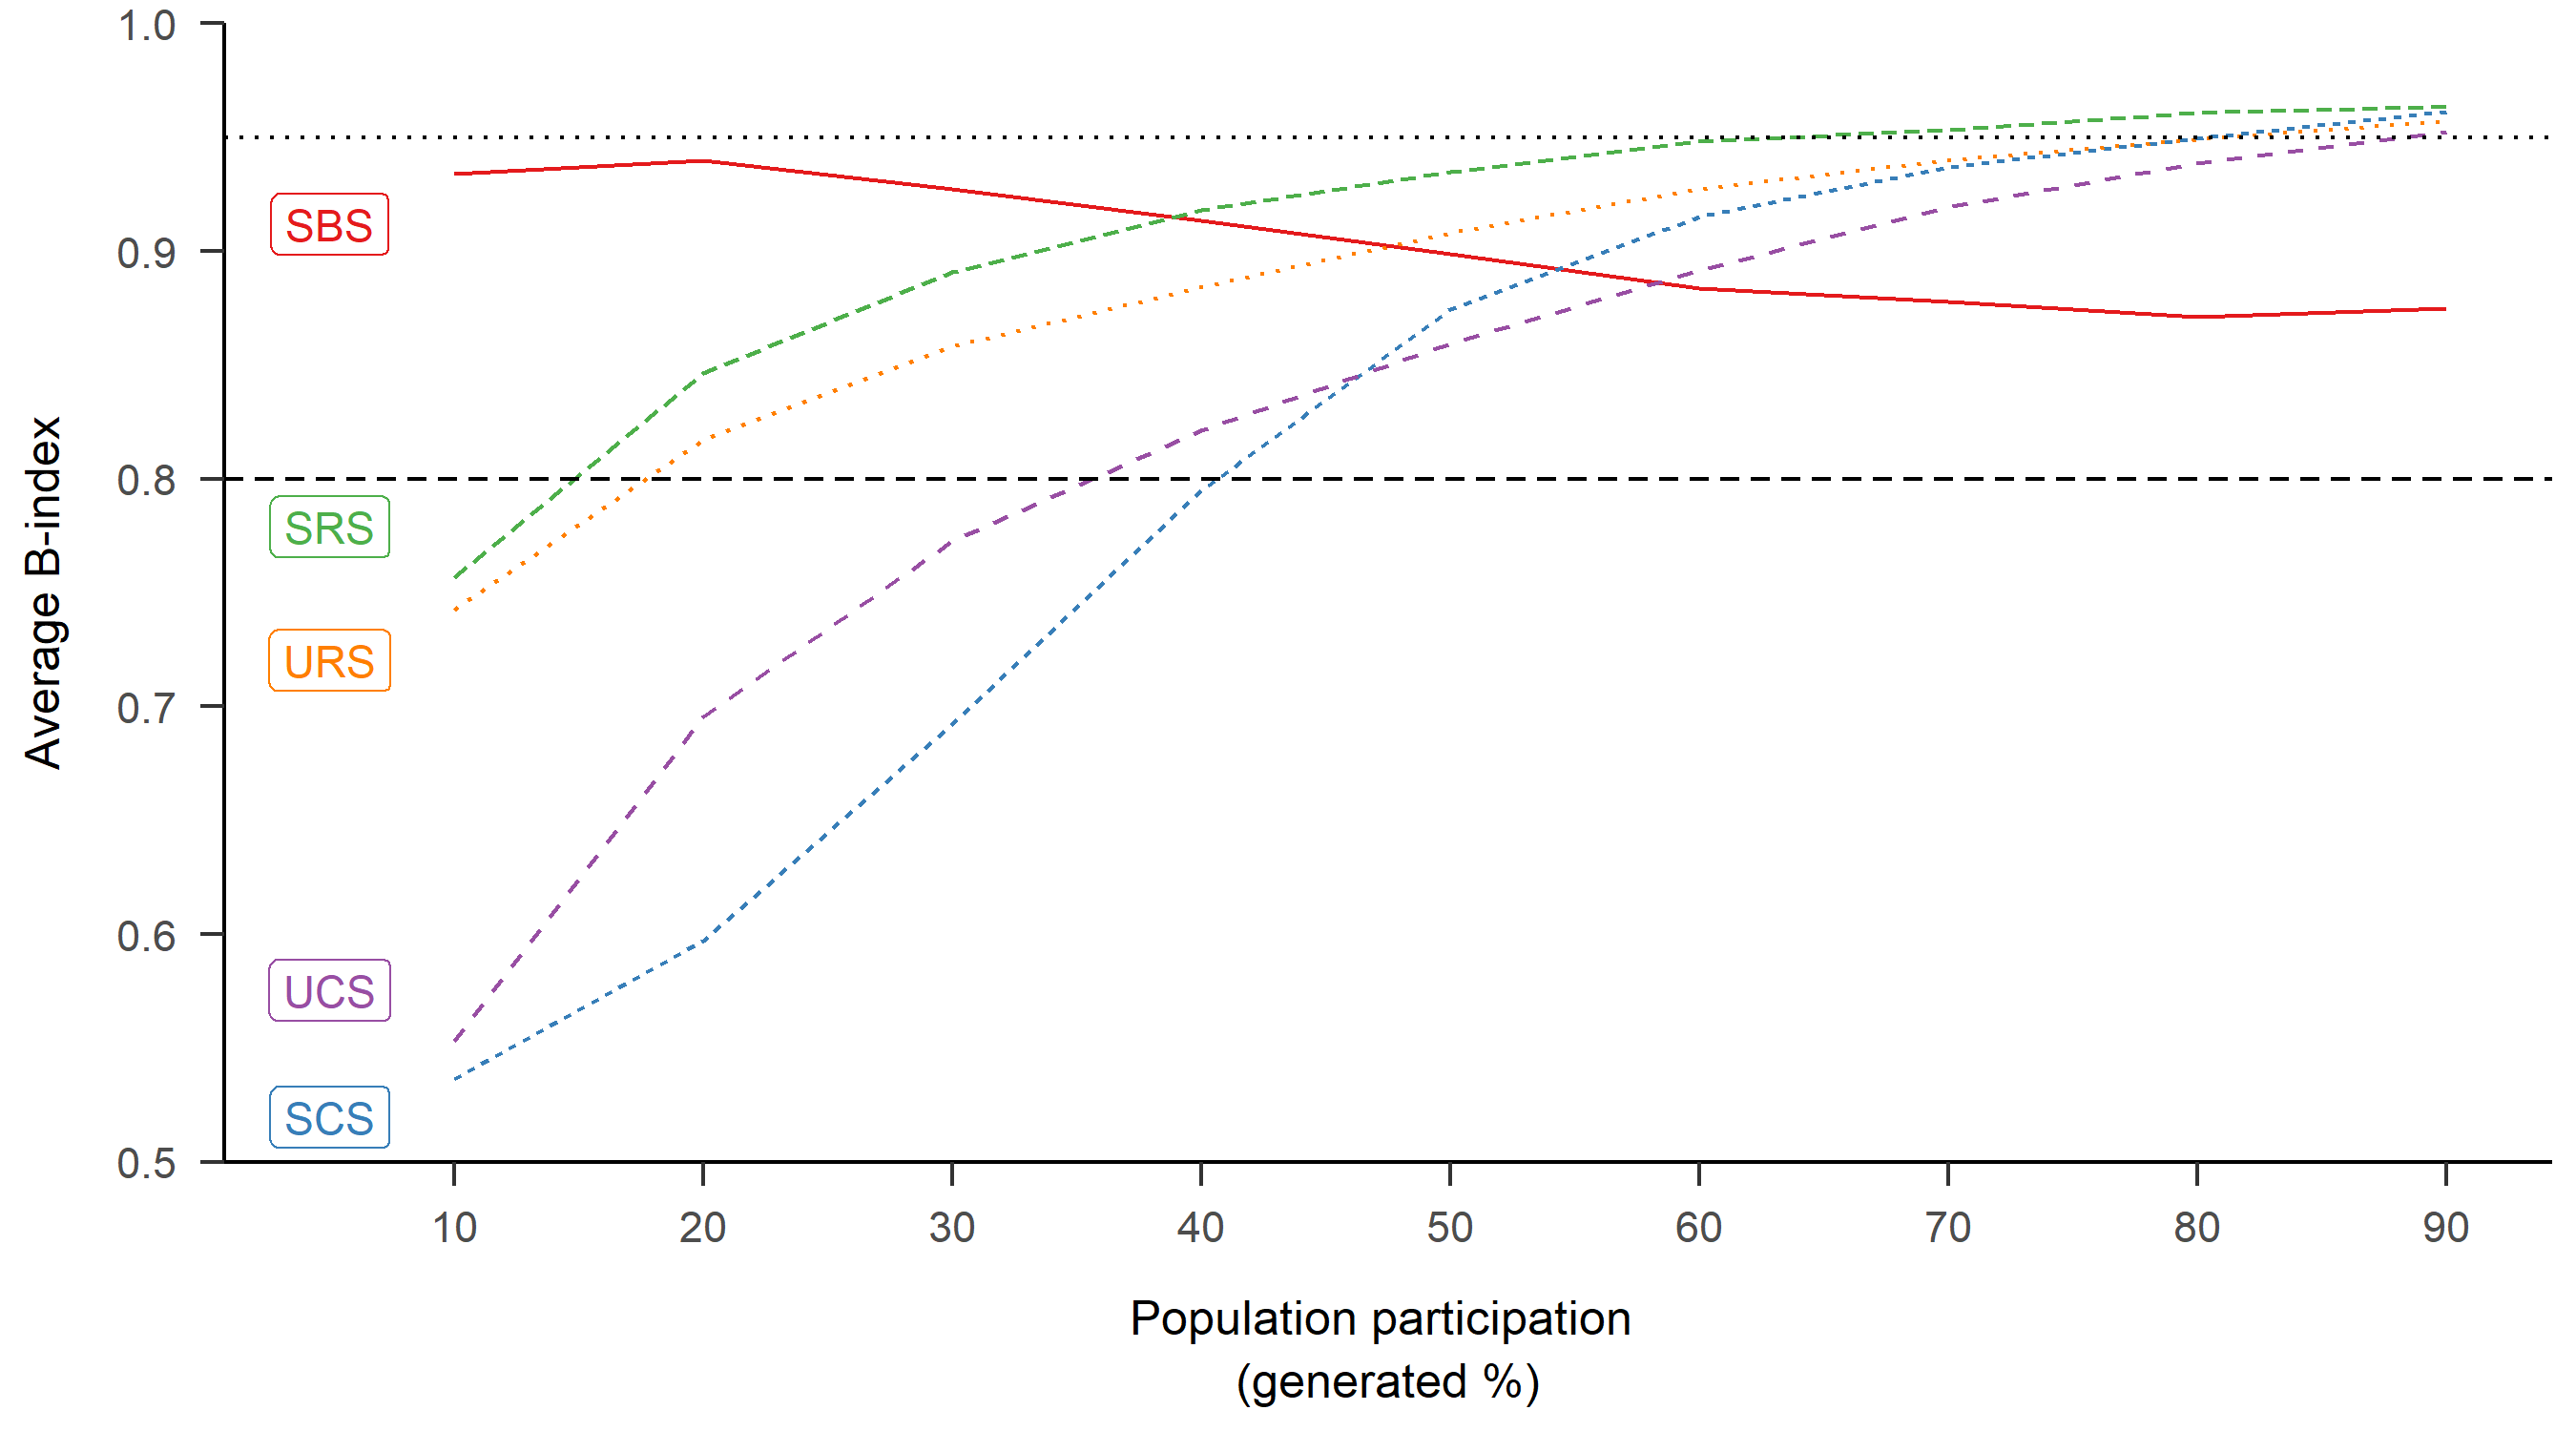 1.0
0.9
0.8
0.7
0.6
0.5
Average B-index
SBS
SRS
URS
UCS
SCS
10 20 30 40 50 60 70 80 90
Population participation
(generated %)